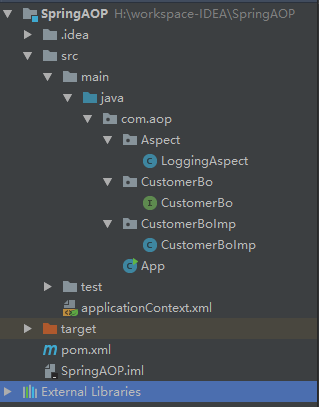 SpringAOP H:\workspace-IDEA\SpringAOP
.idea
src
main
java
com.aop
Aspect
C LoggingAspect
CustomerBo
I CustomerBo
CustomerBoImp
C CustomerBoImp
C App
test
applicationContext.xml
target
m pom.xml
SpringAOP.iml
External Libraries